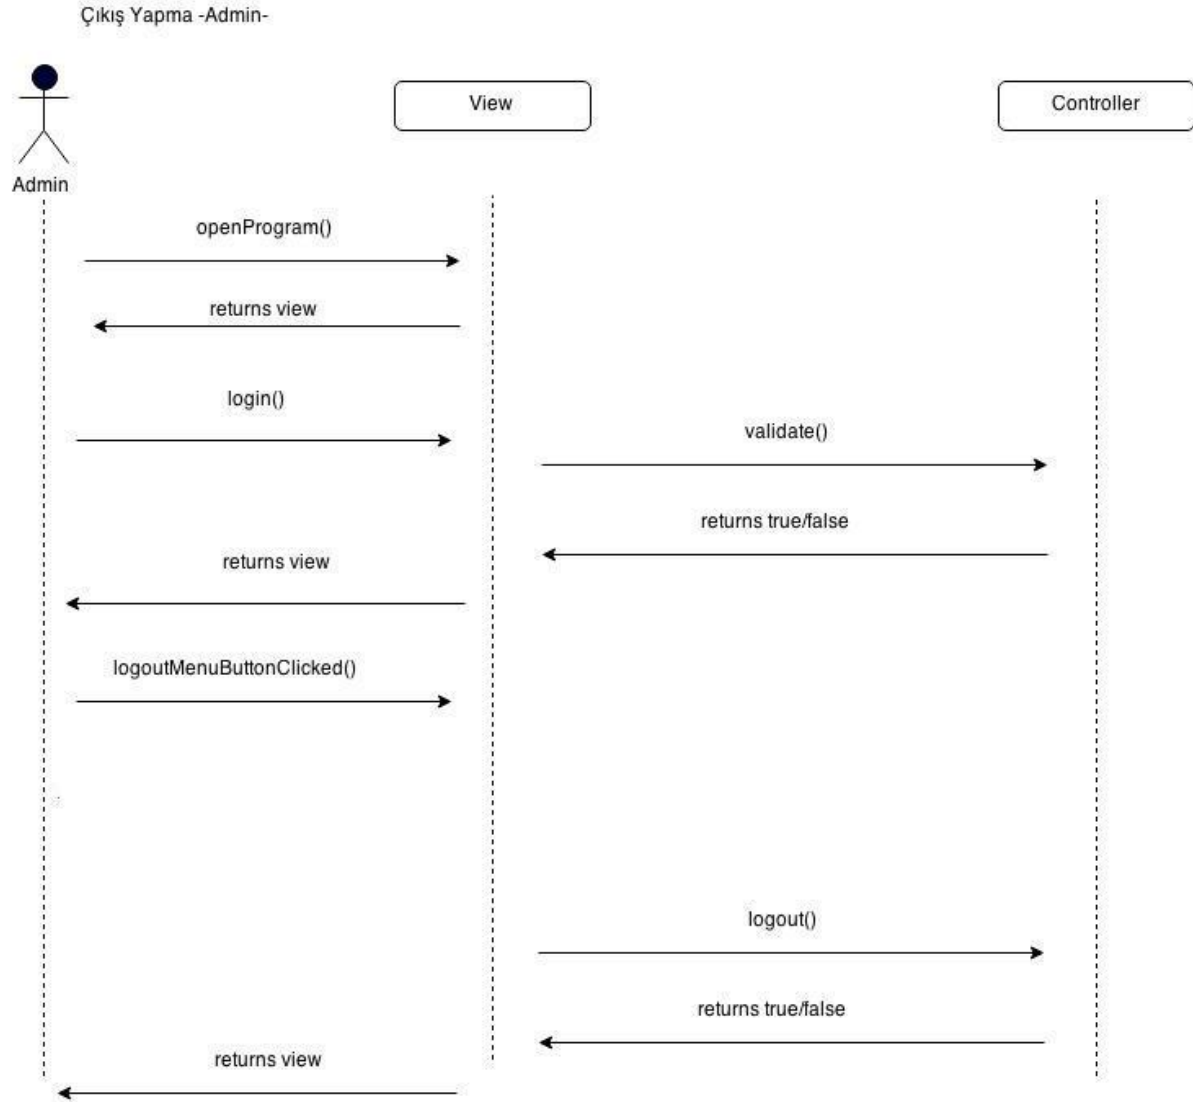 Çıkış Yapma -Admin-
View
Controller
Admin
openProgram()
returns view
login()
validate()
returns true/false
returns view
logoutMenuButtonClicked()
logout()
returns true/false
returns view